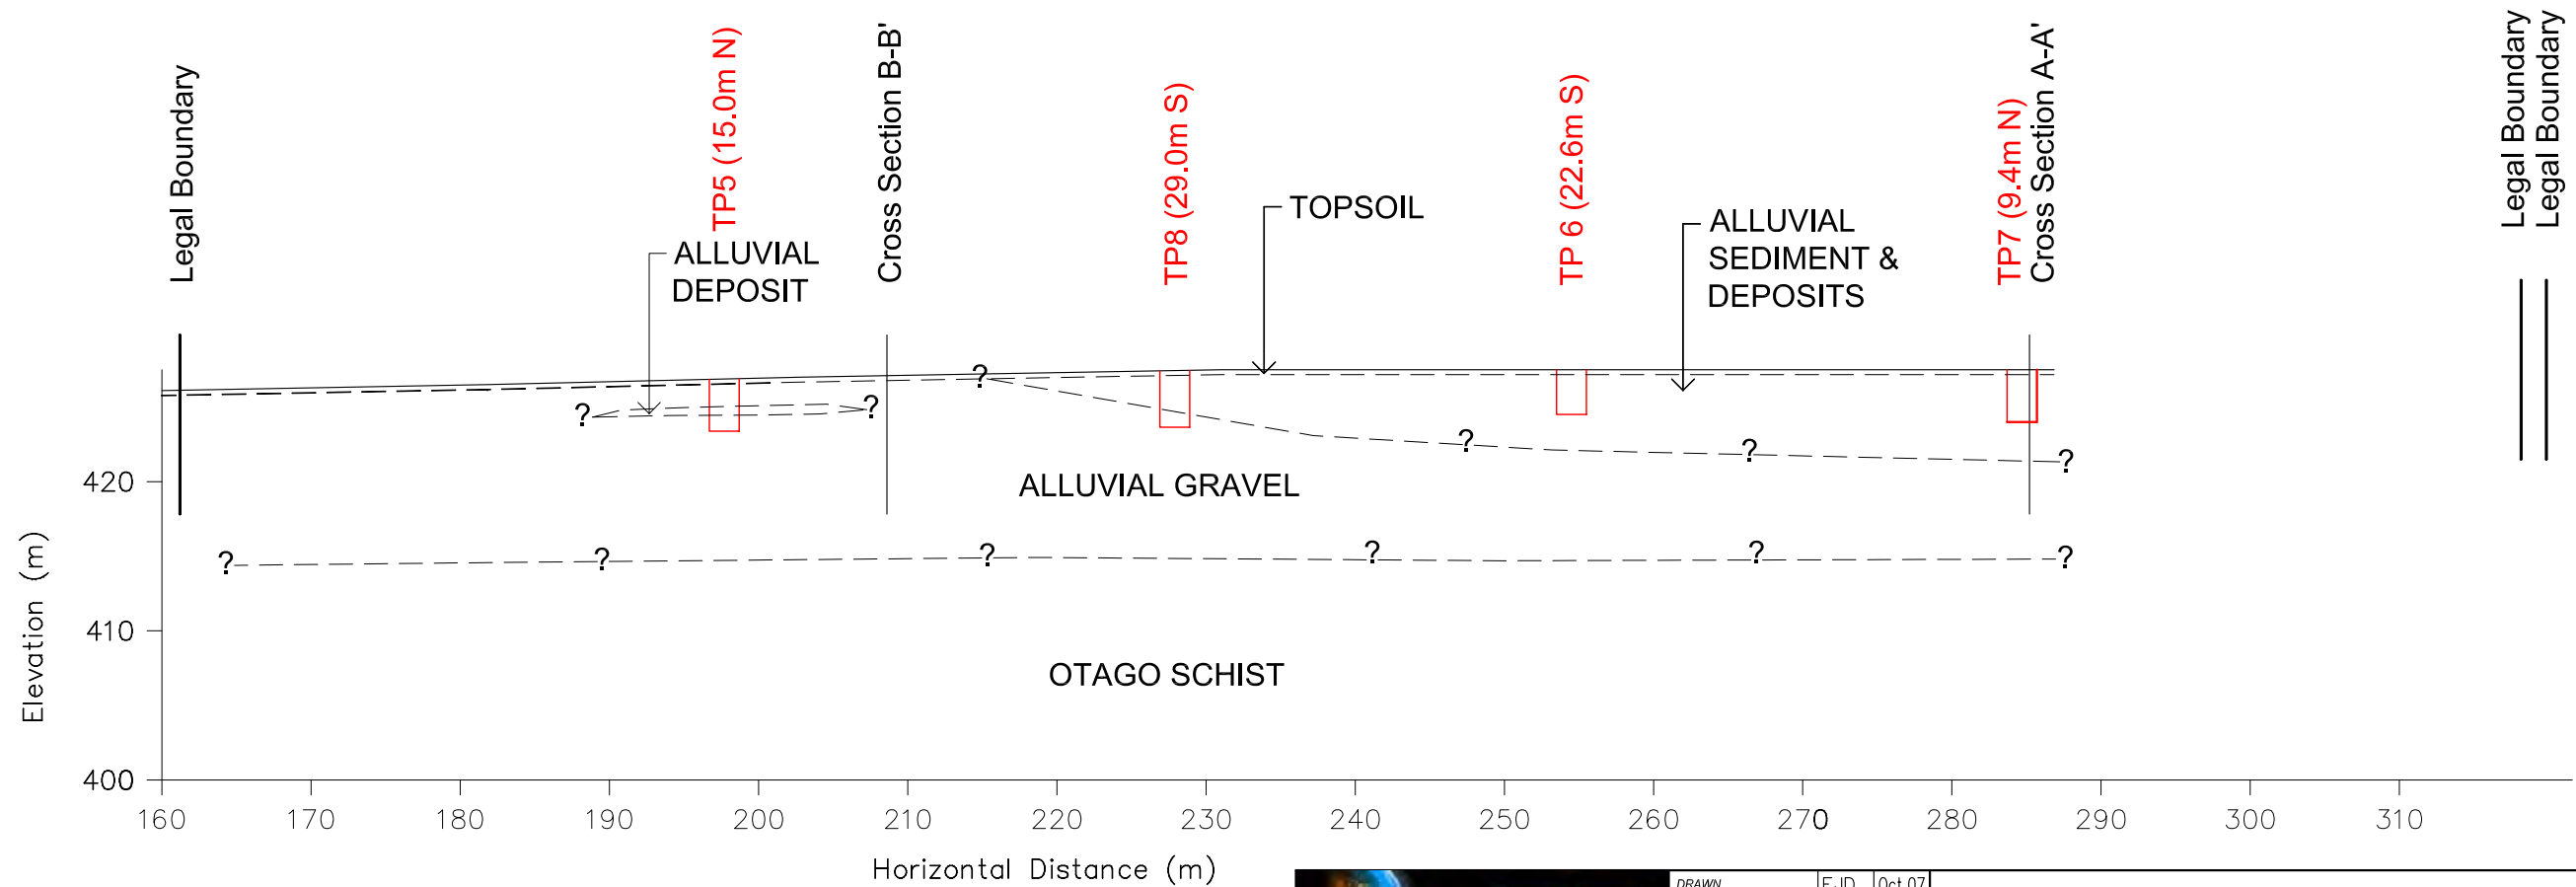 Legal Boundary
TP5 (15.0m N)
Cross Section B-B'
TP8 (29.0m S)
TP 6 (22.6m S)
TP7 (9.4m N)
Cross Section A-A'
Legal Boundary
Legal Boundary
ALLUVIAL
DEPOSIT
TOPSOIL
ALLUVIAL
SEDIMENT &
DEPOSITS
?
?
?
?
?
?
ALLUVIAL GRAVEL
?
?
?
?
?
?
OTAGO SCHIST
Elevation (m)
420
410
400
160 170 180 190 200 210 220 230 240 250 260 270 280 290 300 310
Horizontal Distance (m)
DRAWN EJD Oct.07